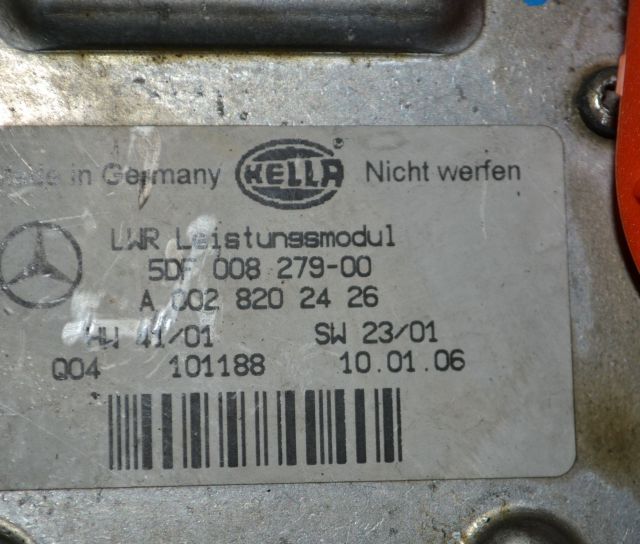 Made in Germany HELLA ® Nicht werfen
LWR Leistungsmodul
5DF 008 279-00
A 002 820 24 26
HW 41/01 SW 23/01
Q04 101188 10.01.06